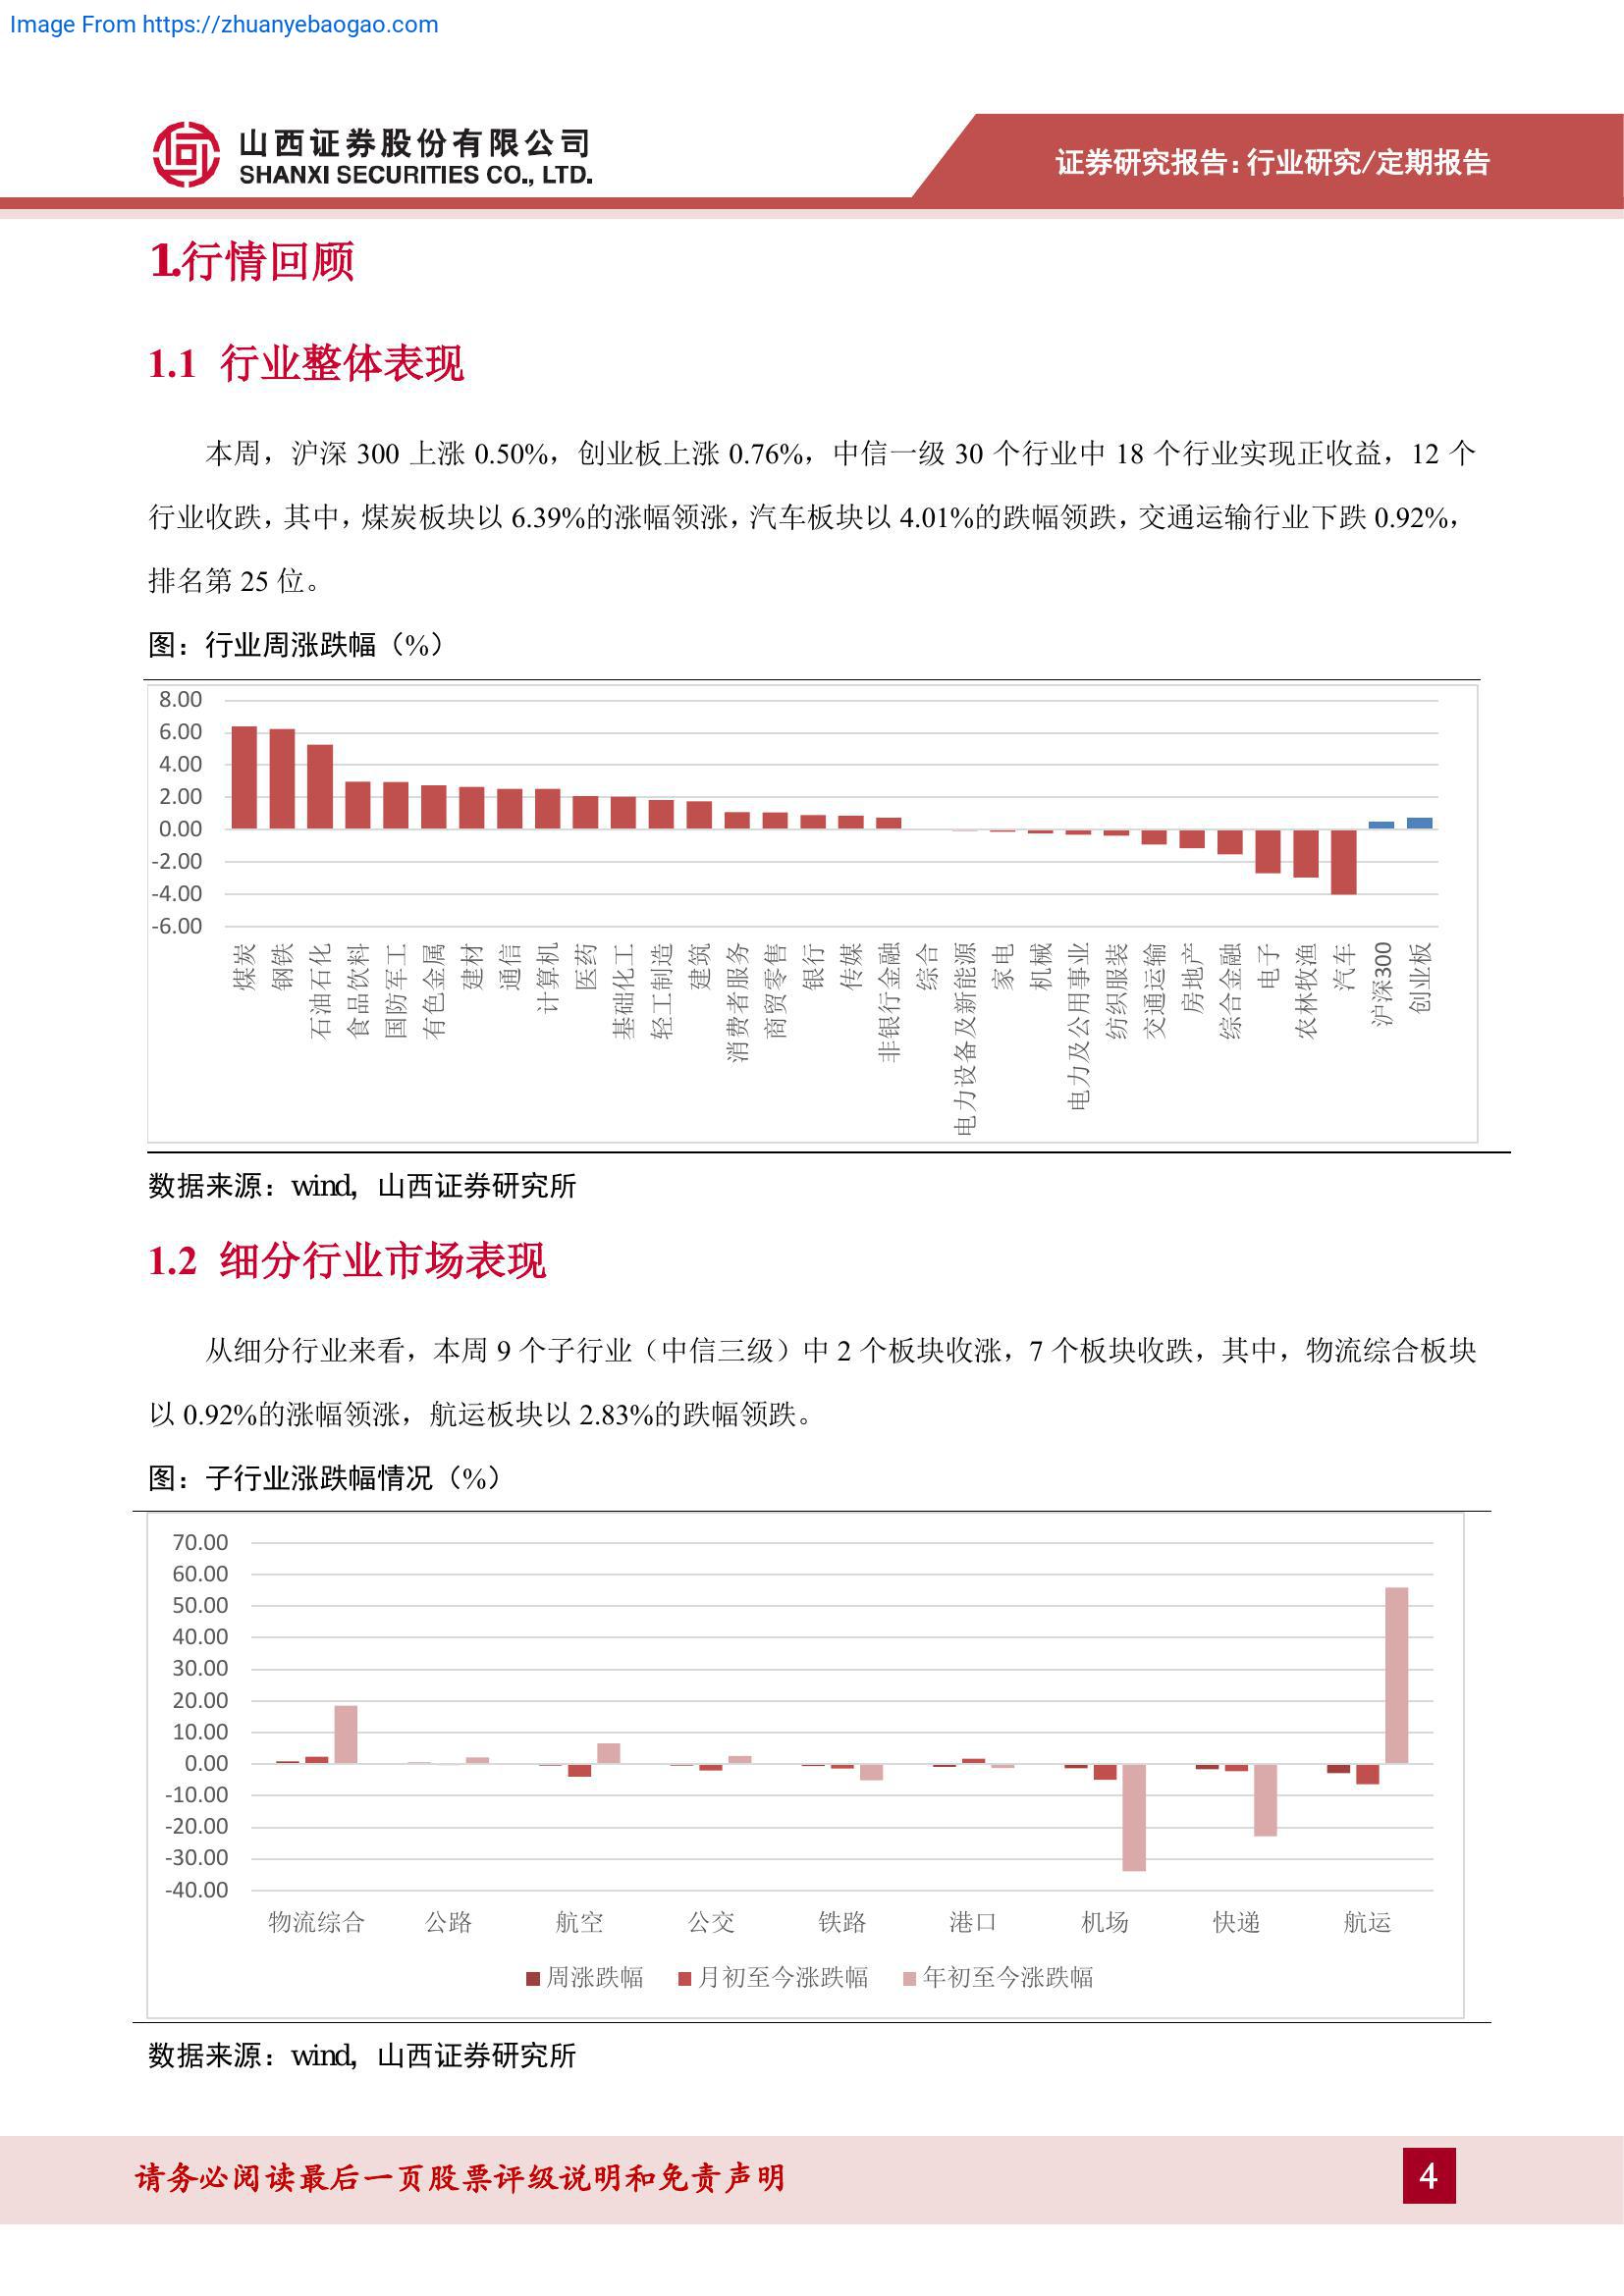 Image From https://zhuanyebaogao.com
山西证券股份有限公司
SHANXI SECURITIES CO., LTD.
证券研究报告:行业研究/定期报告
1.行情回顾
1.1 行业整体表现
本周，沪深 300 上涨 0.50%，创业板上涨 0.76%，中信一级 30 个行业中 18 个行业实现正收益，12 个
行业收跌，其中，煤炭板块以 6.39%的涨幅领涨，汽车板块以 4.01%的跌幅领跌，交通运输行业下跌 0.92%，
排名第 25 位。
图：行业周涨跌幅（%）
8.00
6.00
4.00
2.00
0.00
-2.00
-4.00
-6.00
煤炭
钢铁
石油石化
食品饮料
国防军工
有色金属
建材
通信
计算机
医药
基础化工
轻工制造
建筑
消费者服务
商贸零售
银行
传媒
非银行金融
综合
电力设备及新能源
家电
机械
电力及公用事业
纺织服装
交通运输
房地产
综合金融
电子
农林牧渔
汽车
沪深300
创业板
数据来源：wind，山西证券研究所
1.2 细分行业市场表现
从细分行业来看，本周 9 个子行业（中信三级）中 2 个板块收涨，7 个板块收跌，其中，物流综合板块
以 0.92%的涨幅领涨，航运板块以 2.83%的跌幅领跌。
图：子行业涨跌幅情况（%）
70.00
60.00
50.00
40.00
30.00
20.00
10.00
0.00
-10.00
-20.00
-30.00
-40.00
物流综合 公路 航空 公交 铁路 港口 机场 快递 航运
周涨跌幅 月初至今涨跌幅 年初至今涨跌幅
数据来源：wind，山西证券研究所
请务必阅读最后一页股票评级说明和免责声明
4